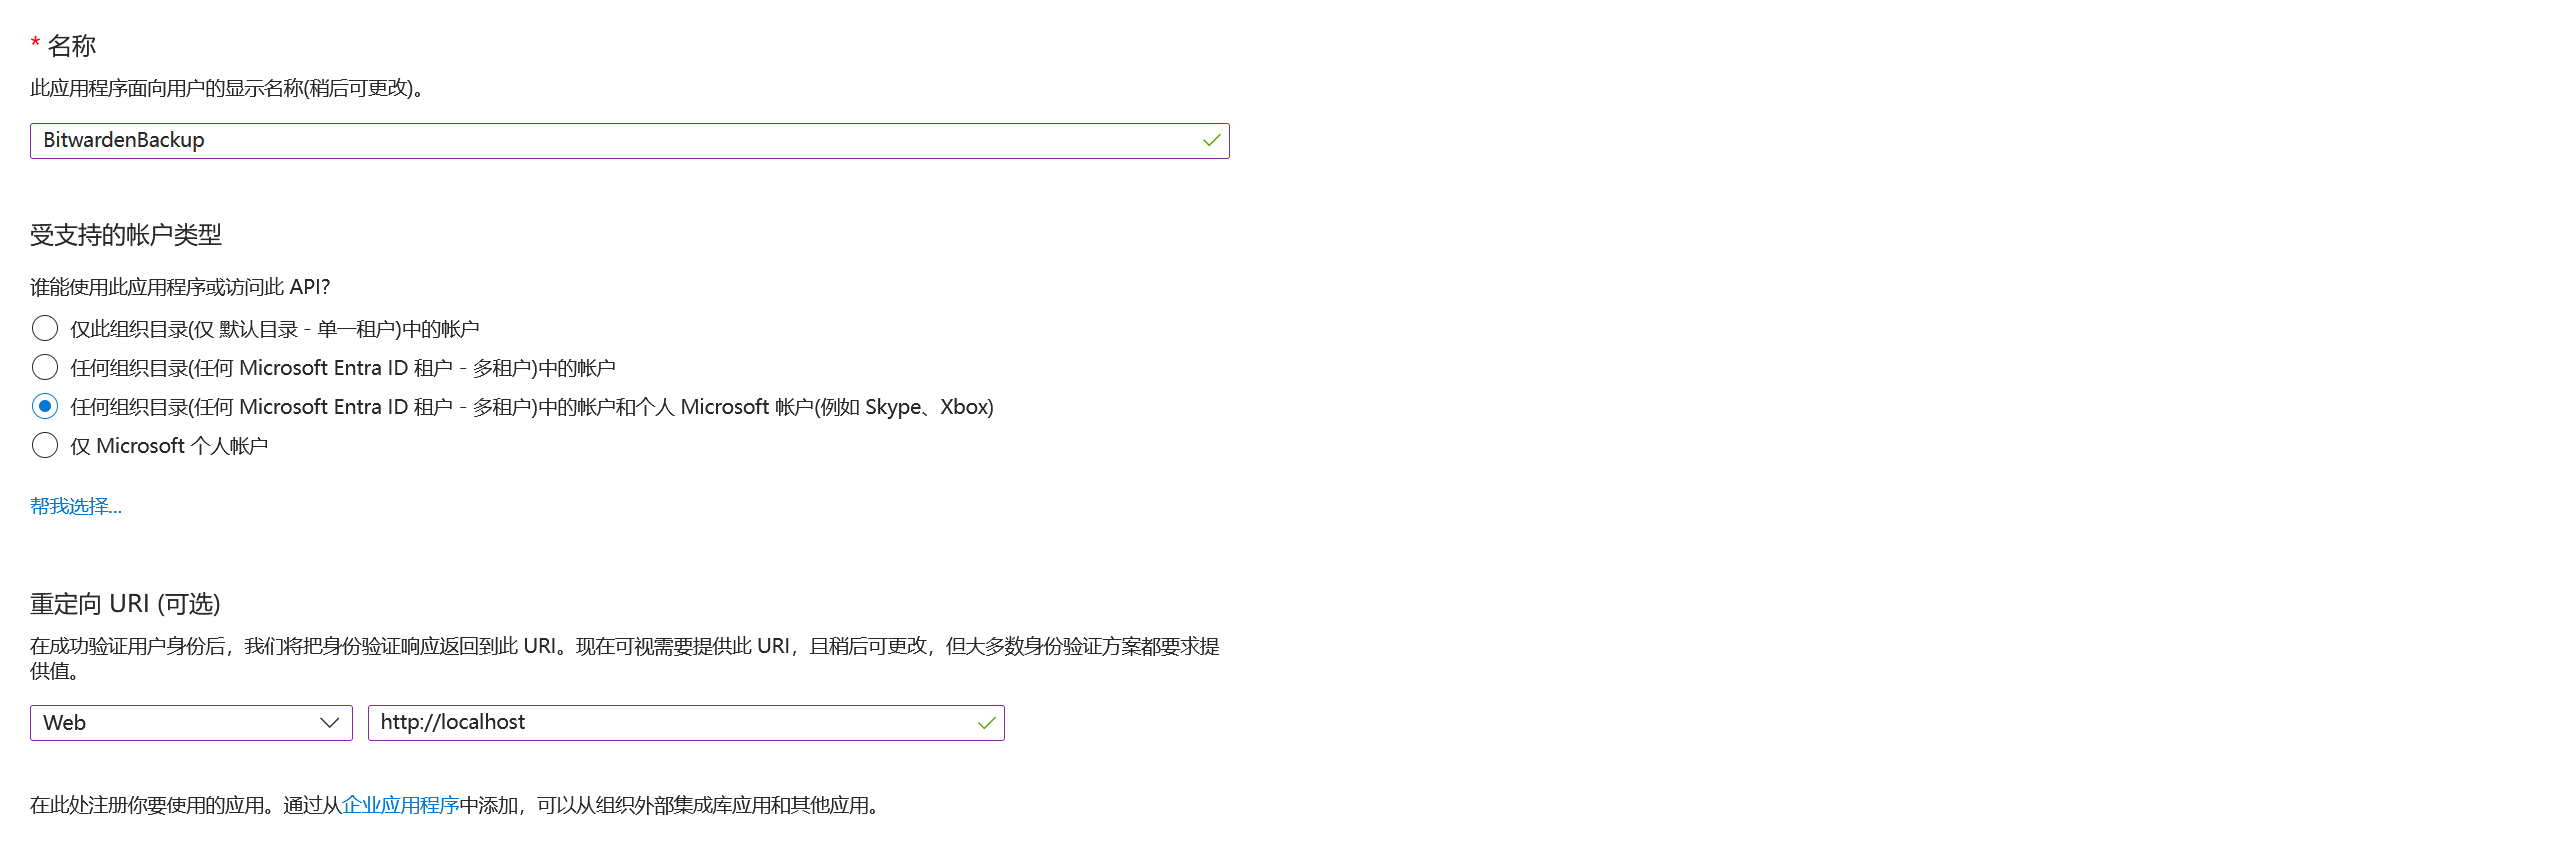 * 名称
此应用程序面向用户的显示名称(稍后可更改)。
BitwardenBackup
受支持的帐户类型
谁能使用此应用程序或访问此 API?
仅此组织目录(仅 默认目录 - 单一租户)中的帐户
任何组织目录(任何 Microsoft Entra ID 租户 - 多租户)中的帐户
任何组织目录(任何 Microsoft Entra ID 租户 - 多租户)中的帐户和个人 Microsoft 帐户(例如 Skype、Xbox)
仅 Microsoft 个人帐户
帮我选择...
重定向 URI (可选)
在成功验证用户身份后，我们将把身份验证响应返回到此 URI。现在可视需要提供此 URI，且稍后可更改，但大多数身份验证方案都要求提
供值。
Web http://localhost
在此处注册你要使用的应用。通过从企业应用程序中添加，可以从组织外部集成库应用和其他应用。